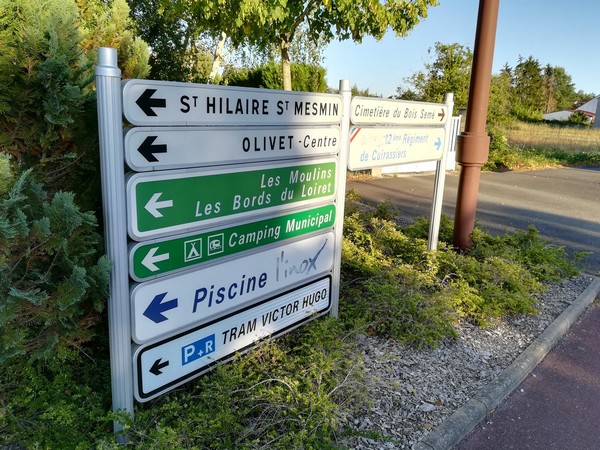 St HILAIRE St MESMIN
OLIVET - Centre
Les Moulins
Les Bords du Loiret
Camping Municipal
Piscine l'inox
P+R TRAM VICTOR HUGO
Cimetière du Bois Semé
12ème Régiment
de Cuirassiers